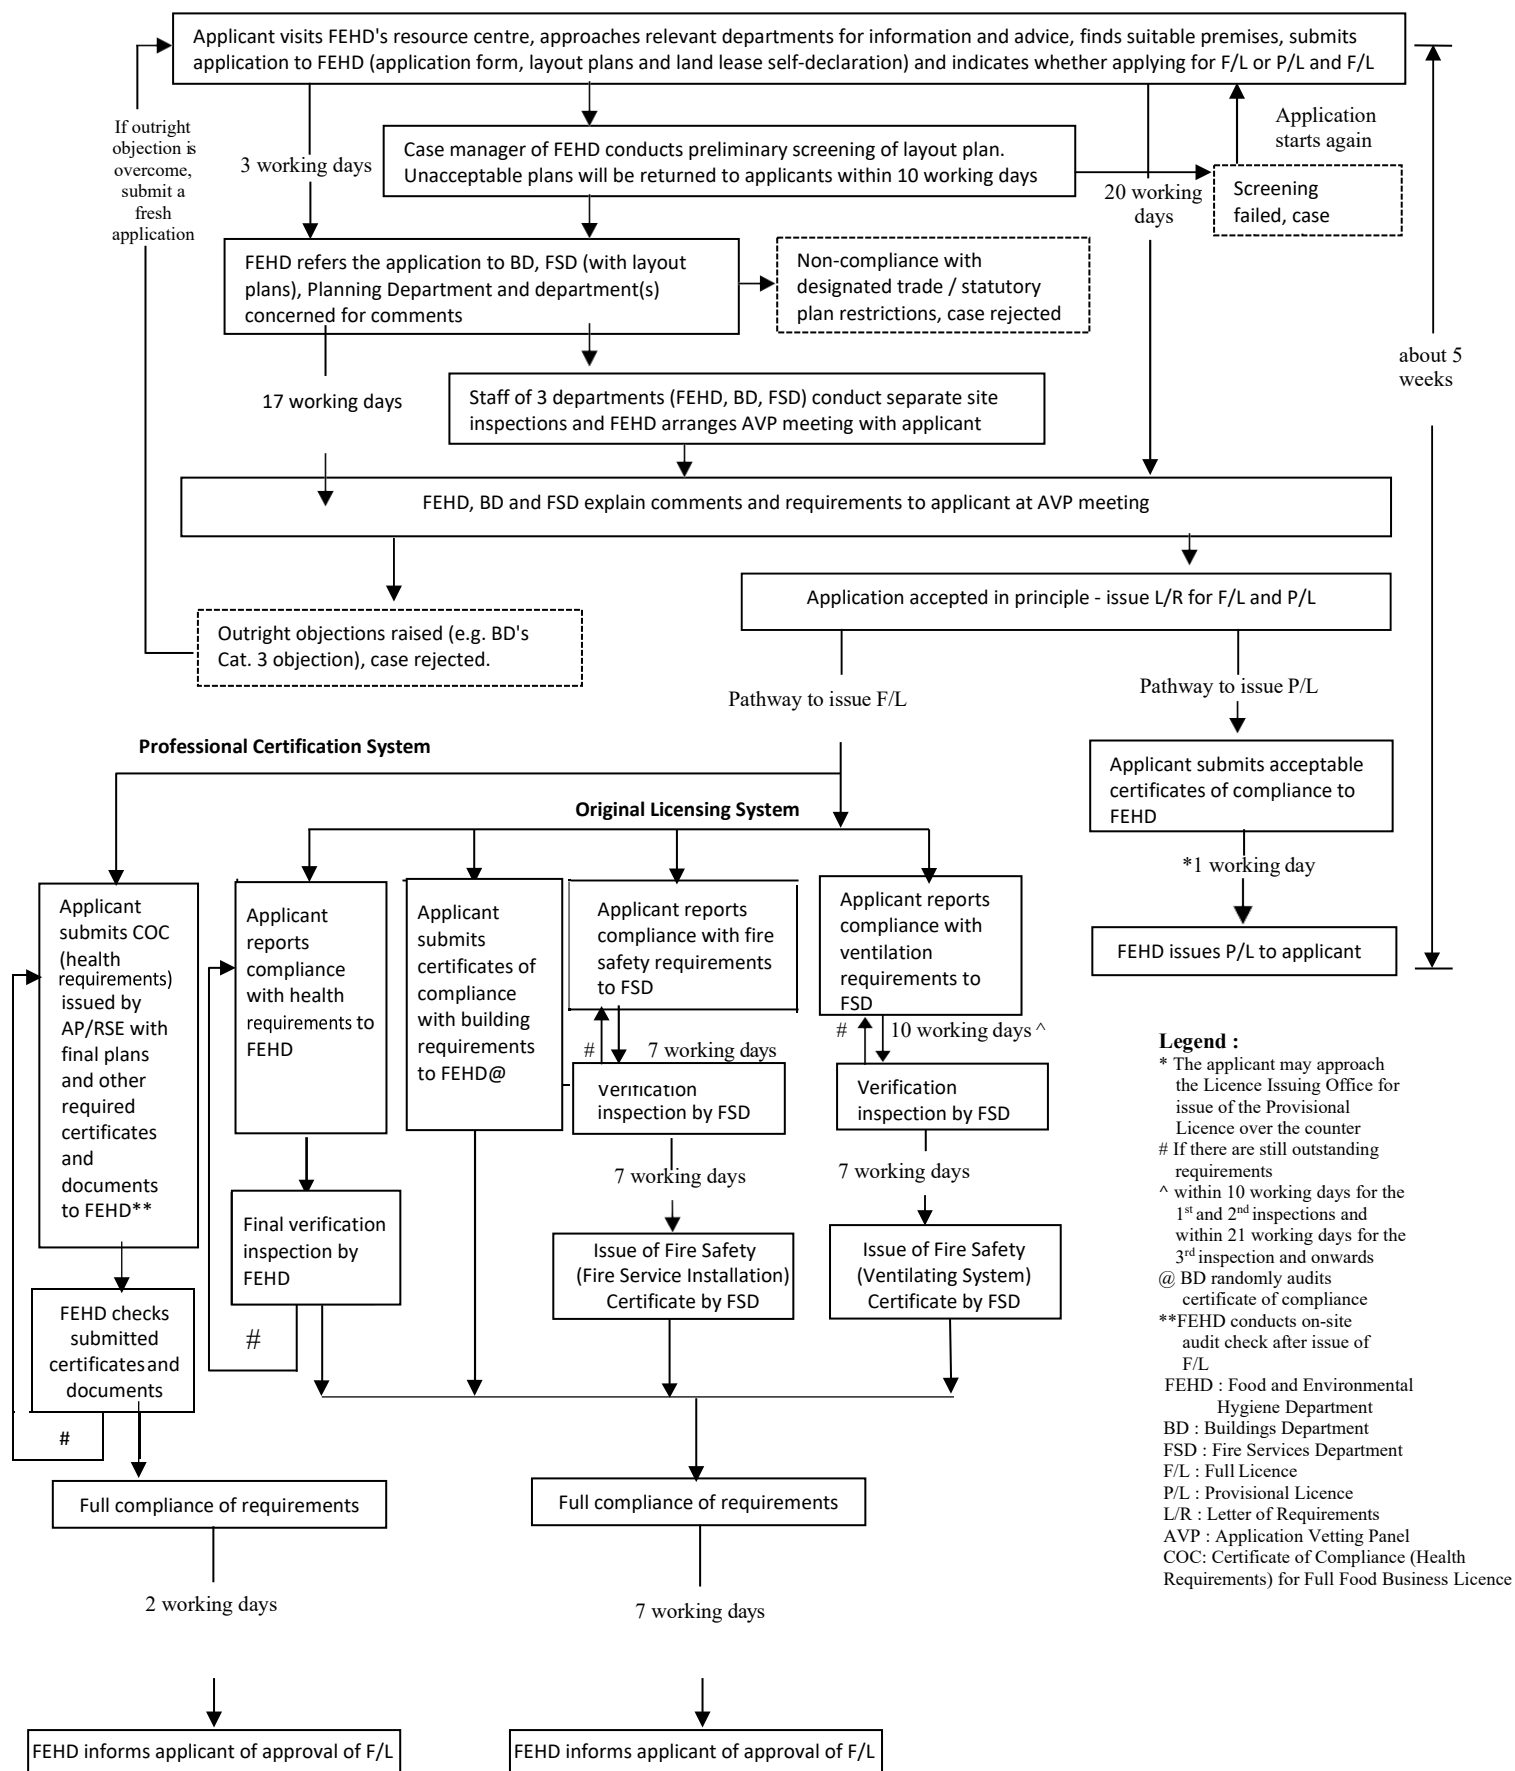 Applicant visits FEHD's resource centre, approaches relevant departments for information and advice, finds suitable premises, submits
application to FEHD (application form, layout plans and land lease self-declaration) and indicates whether applying for F/L or P/L and F/L
If outright
objection is
overcome,
submit a
fresh
application
3 working days
Case manager of FEHD conducts preliminary screening of layout plan.
Unacceptable plans will be returned to applicants within 10 working days
Application
starts again
20 working
days
Screening
failed, case
FEHD refers the application to BD, FSD (with layout
plans), Planning Department and department(s)
concerned for comments
Non-compliance with
designated trade / statutory
plan restrictions, case rejected
about 5
weeks
17 working days
Staff of 3 departments (FEHD, BD, FSD) conduct separate site
inspections and FEHD arranges AVP meeting with applicant
FEHD, BD and FSD explain comments and requirements to applicant at AVP meeting
Application accepted in principle - issue L/R for F/L and P/L
Outright objections raised (e.g. BD's
Cat. 3 objection), case rejected.
Pathway to issue F/L
Pathway to issue P/L
Professional Certification System
Original Licensing System
Applicant submits acceptable
certificates of compliance to
FEHD
*1 working day
FEHD issues P/L to applicant
Applicant
submits COC
(health
requirements)
issued by
AP/RSE with
final plans
and other
required
certificates
and
documents
to FEHD**
Applicant
reports
compliance
with health
requirements to
FEHD
Applicant
submits
certificates of
compliance
with building
requirements
to FEHD@
Applicant reports
compliance with fire
safety requirements
to FSD
Applicant reports
compliance with
ventilation
requirements to
FSD
#
7 working days
#
10 working days ^
Verification
inspection by FSD
Verification
inspection by FSD
7 working days
7 working days
Final verification
inspection by
FEHD
#
Issue of Fire Safety
(Fire Service Installation)
Certificate by FSD
Issue of Fire Safety
(Ventilating System)
Certificate by FSD
FEHD checks
submitted
certificates and
documents
#
Full compliance of requirements
Full compliance of requirements
2 working days
7 working days
FEHD informs applicant of approval of F/L
FEHD informs applicant of approval of F/L
Legend :
* The applicant may approach
the Licence Issuing Office for
issue of the Provisional
Licence over the counter
# If there are still outstanding
requirements
^ within 10 working days for the
1st and 2nd inspections and
within 21 working days for the
3rd inspection and onwards
@ BD randomly audits
certificate of compliance
**FEHD conducts on-site
audit check after issue of
F/L
FEHD : Food and Environmental
Hygiene Department
BD : Buildings Department
FSD : Fire Services Department
F/L : Full Licence
P/L : Provisional Licence
L/R : Letter of Requirements
AVP : Application Vetting Panel
COC: Certificate of Compliance (Health
Requirements) for Full Food Business Licence